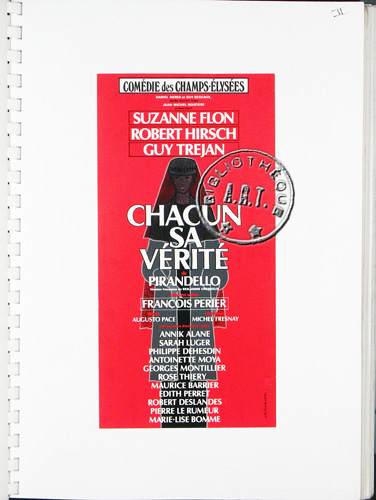 COMÉDIE des CHAMPS-ÉLYSÉES
SUZANNE FLON
ROBERT HIRSCH
GUY TREJAN
BIBLIOTHÈQUE
A.R.T.
CHACUN
SA
VÉRITÉ
de
PIRANDELLO
FRANÇOIS PERIER
AUGUSTO PACE MICHEL FRESNAY
ANNIK ALANE
SARAH LUGER
PHILIPPE DEHESDIN
ANTOINETTE MOYA
GEORGES MONTILLIER
ROSE THIERY
MAURICE BARRIER
EDITH PERRET
ROBERT DESLANDES
PIERRE LE RUMEUR
MARIE-LISE BOMME